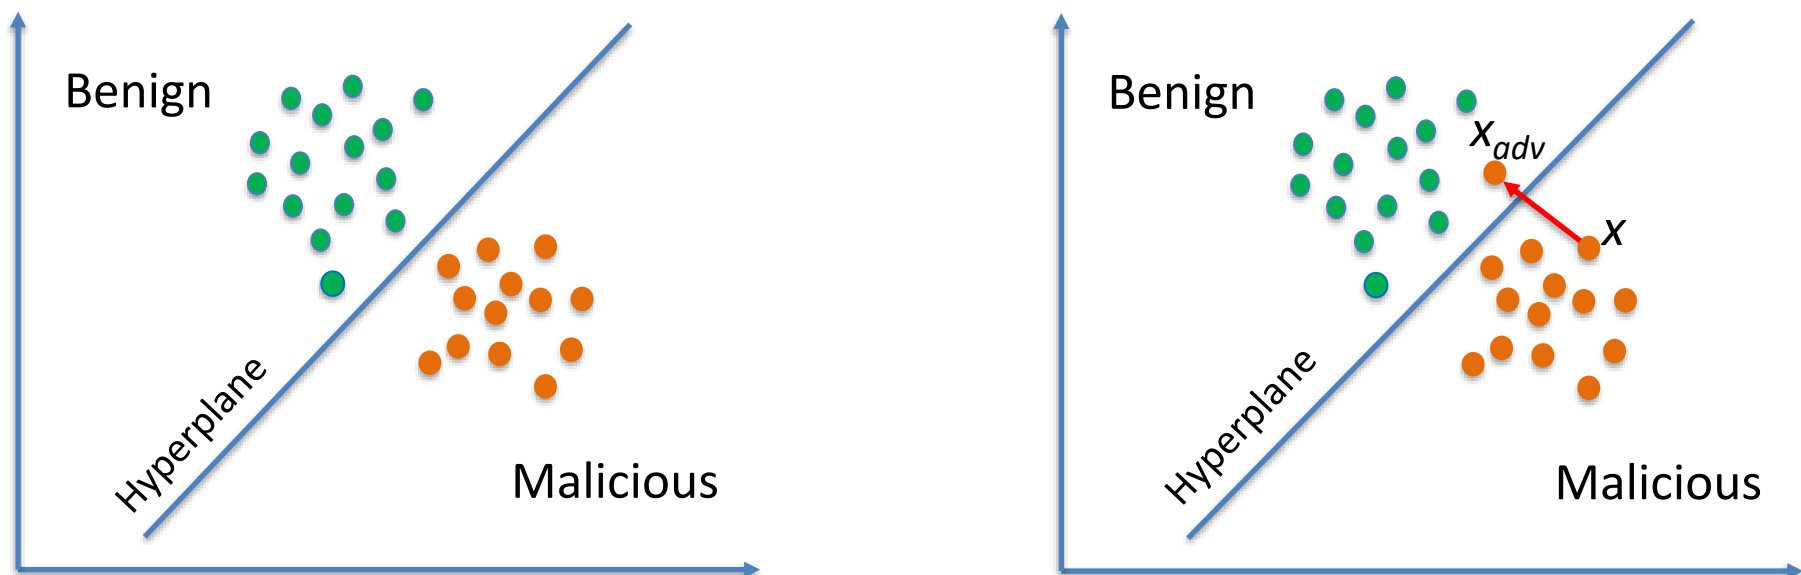 Benign
Hyperplane
Malicious
Benign
x_adv
x
Hyperplane
Malicious